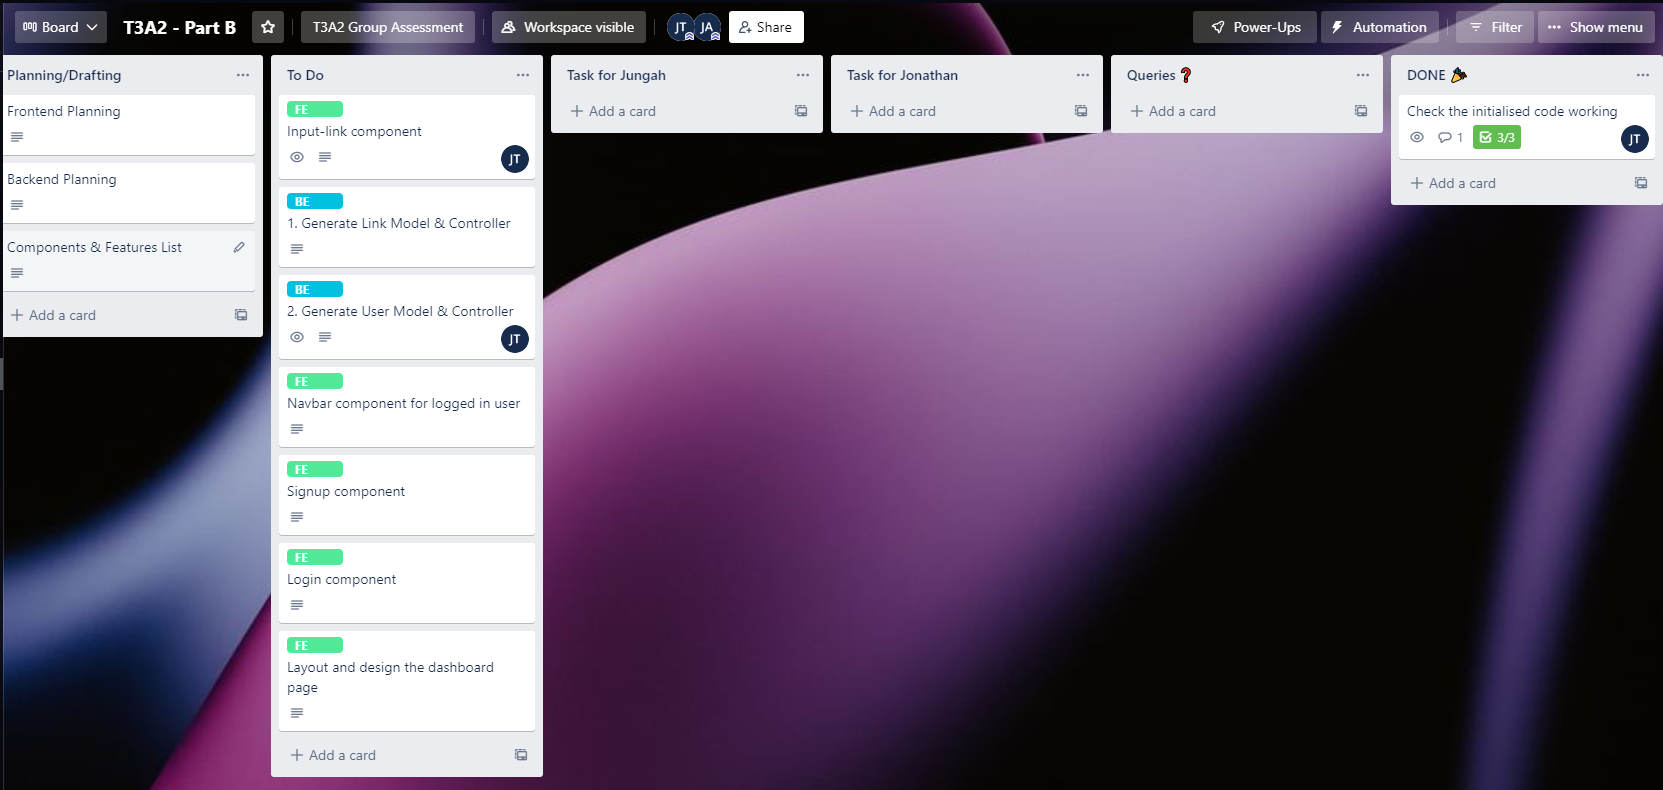 Board
T3A2 - Part B
T3A2 Group Assessment
Workspace visible
JT
JA
Share
Power-Ups
Automation
Filter
Show menu
Planning/Drafting
Frontend Planning
Backend Planning
Components & Features List
Add a card
To Do
FE
Input-link component
JT
BE
1. Generate Link Model & Controller
BE
2. Generate User Model & Controller
JT
FE
Navbar component for logged in user
FE
Signup component
FE
Login component
FE
Layout and design the dashboard
page
Add a card
Task for Jungah
Add a card
Task for Jonathan
Add a card
Queries ❓
Add a card
DONE 🎉
Check the initialised code working
1
3/3
JT
Add a card